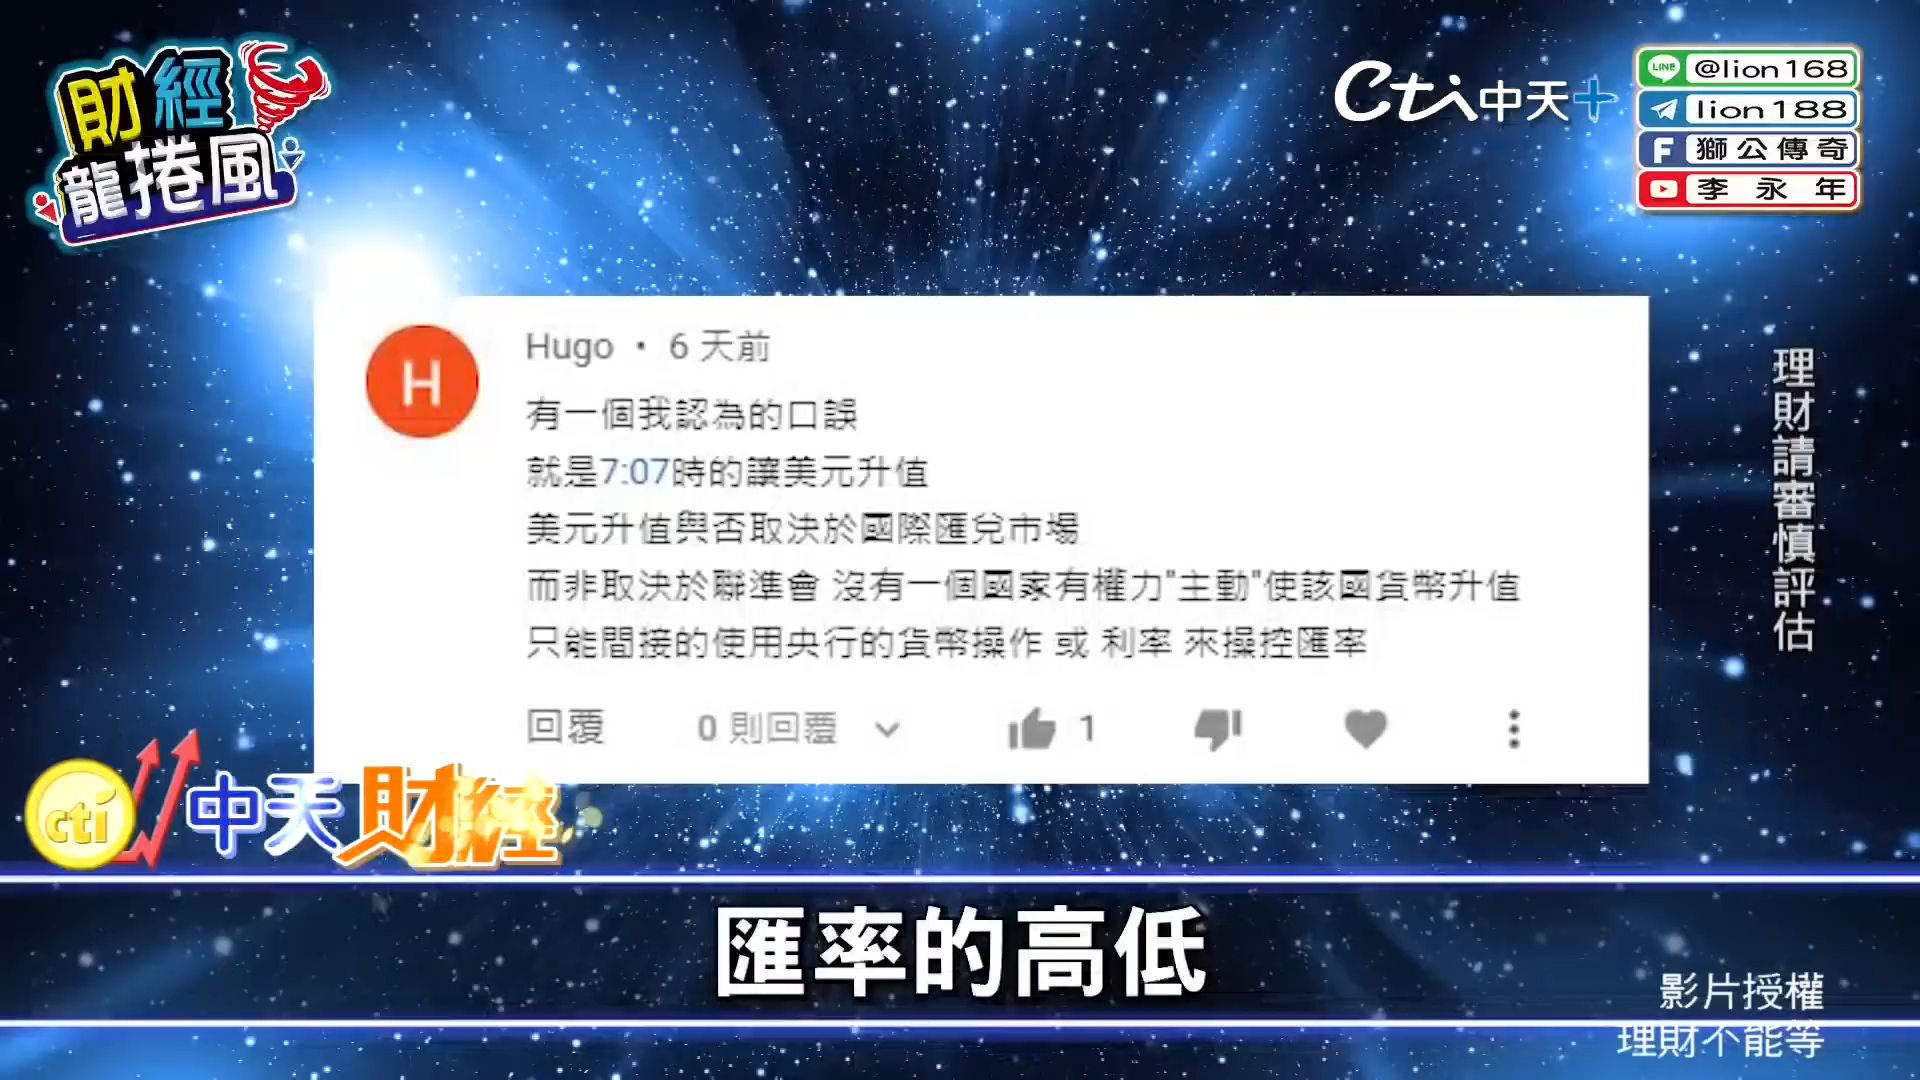 財經
龍捲風
Cti中天+
LINE @lion168
lion188
F 獅公傳奇
李永年
理財請審慎評估
H
Hugo • 6 天前
有一個我認為的口誤
就是7:07時的讓美元升值
美元升值與否取決於國際匯兌市場
而非取決於聯準會 沒有一個國家有權力"主動"使該國貨幣升值
只能間接的使用央行的貨幣操作 或 利率 來操控匯率
回覆 0 則回覆 1
cti 中天財經
匯率的高低
影片授權
理財不能等